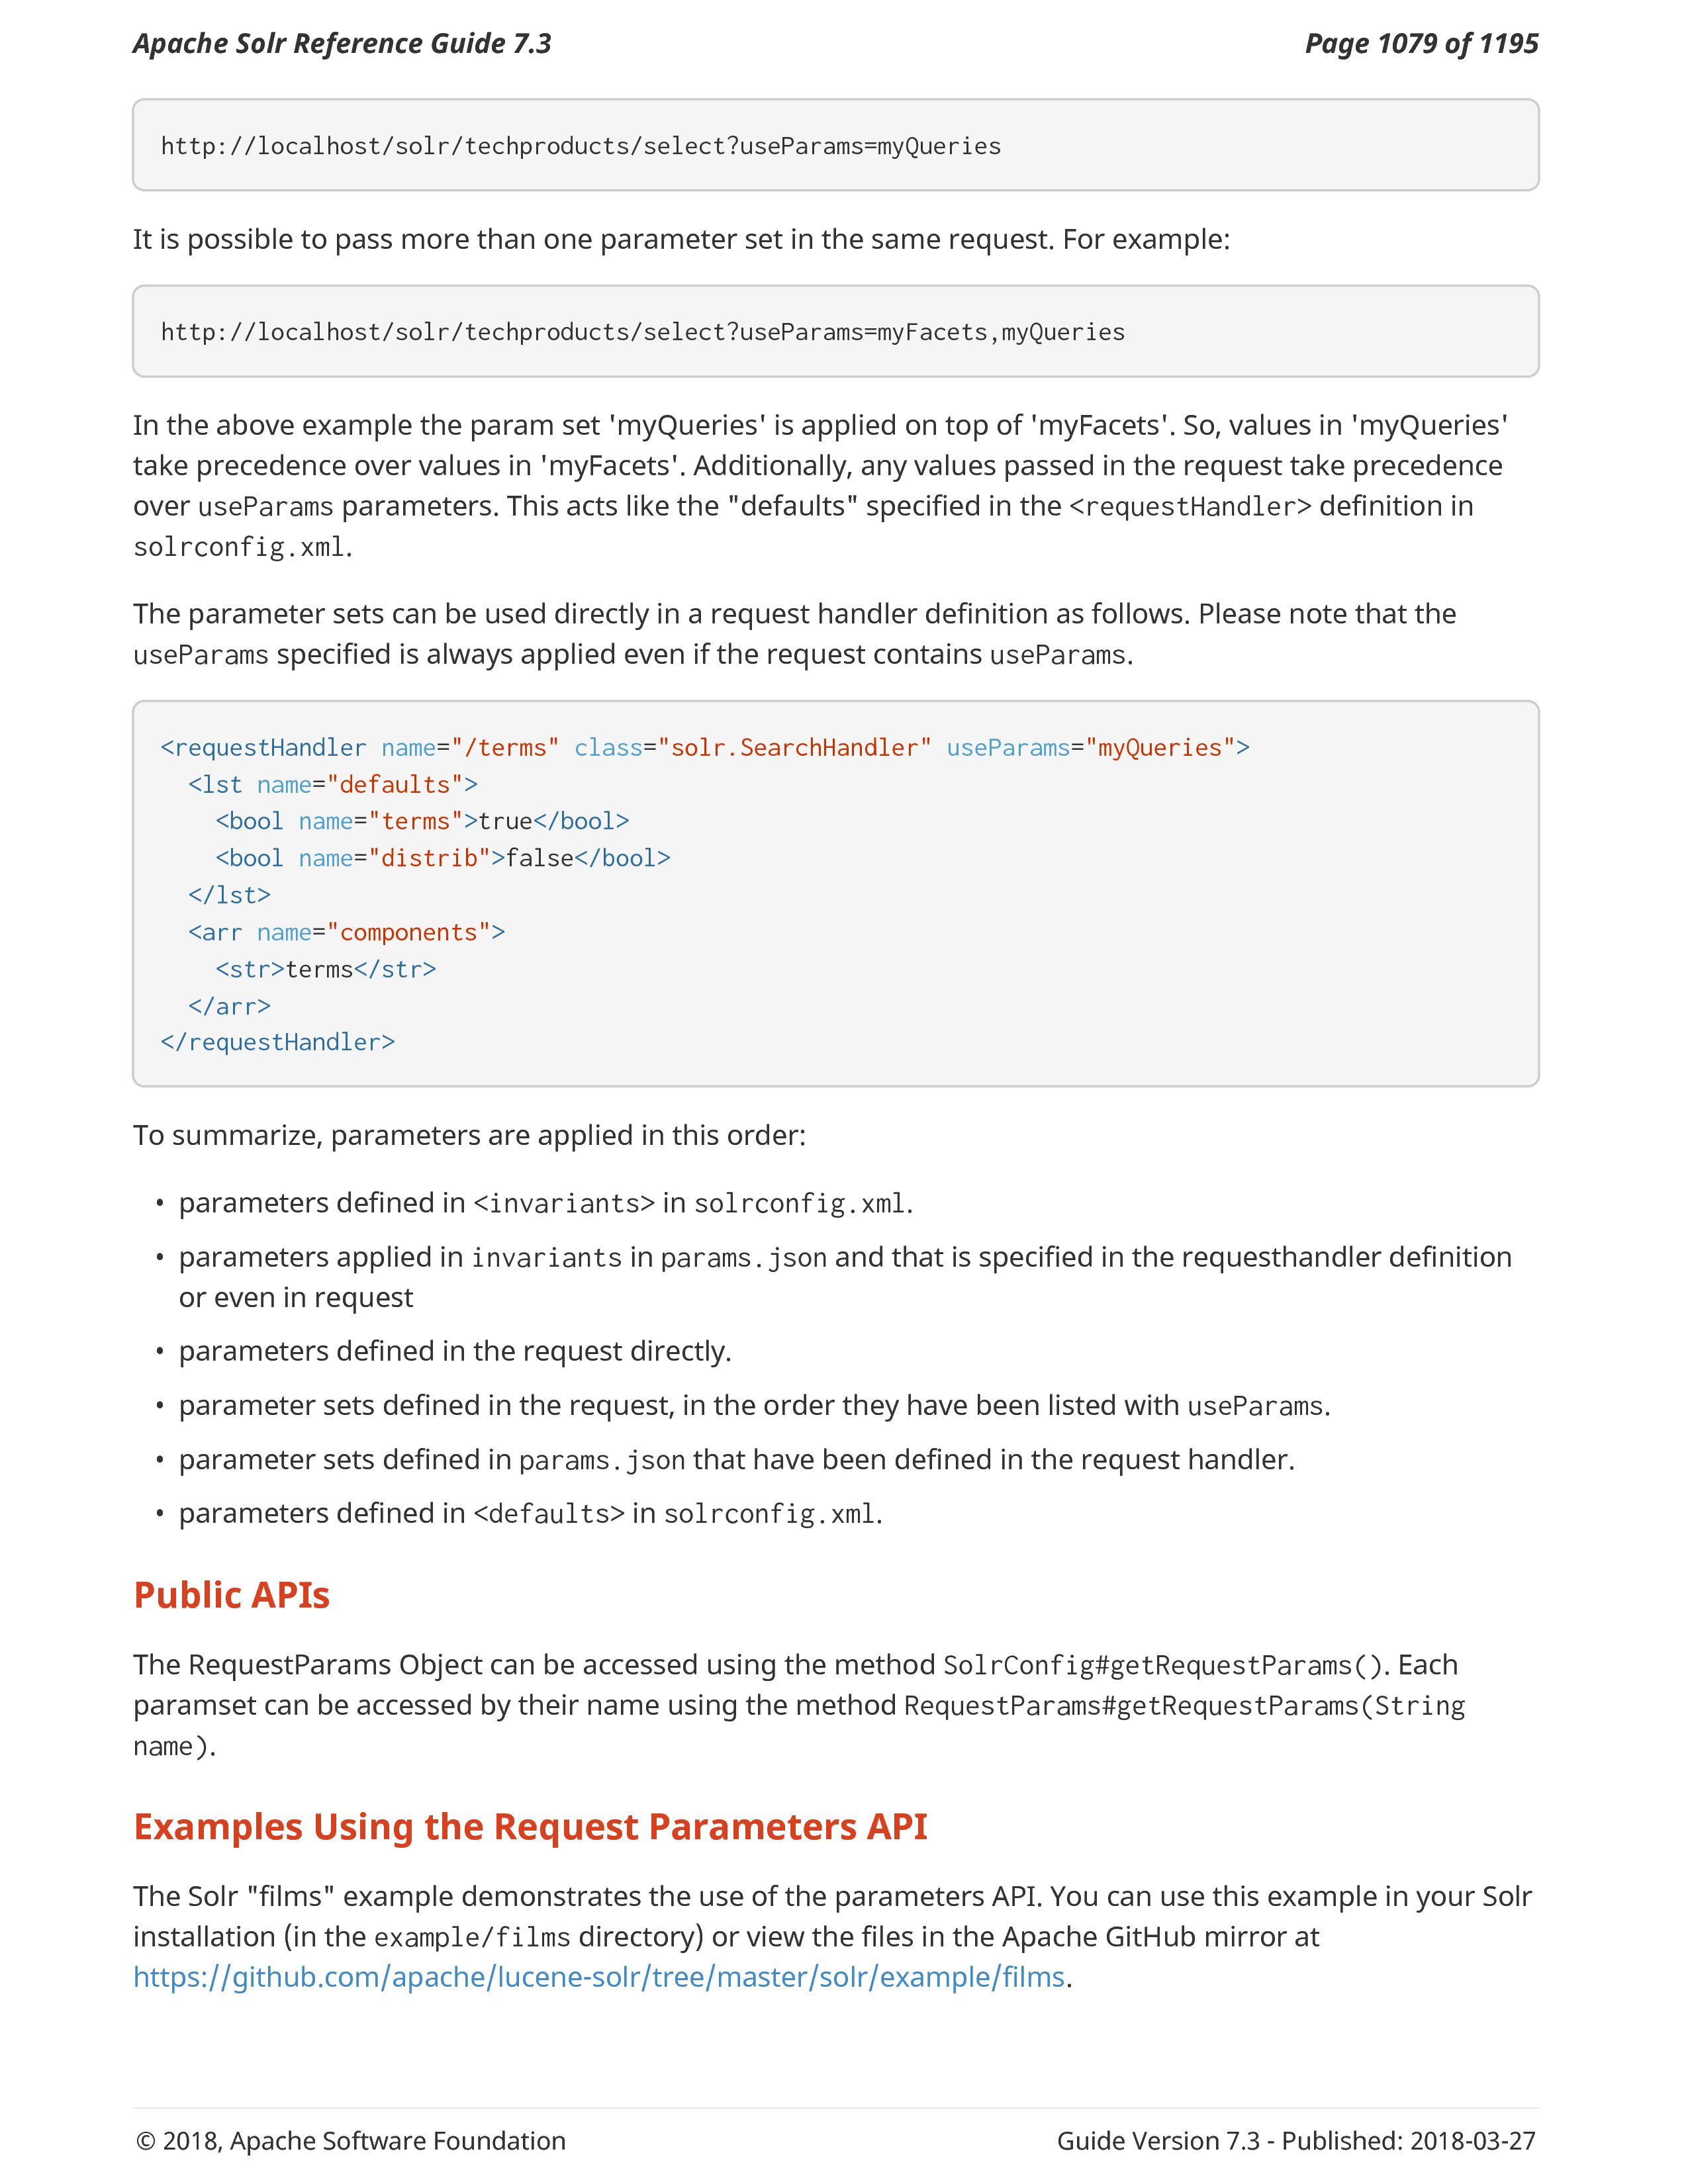 Apache Solr Reference Guide 7.3 Page 1079 of 1195
http://localhost/solr/techproducts/select?useParams=myQueries
It is possible to pass more than one parameter set in the same request. For example:
http://localhost/solr/techproducts/select?useParams=myFacets,myQueries
In the above example the param set 'myQueries' is applied on top of 'myFacets'. So, values in 'myQueries'
take precedence over values in 'myFacets'. Additionally, any values passed in the request take precedence
over useParams parameters. This acts like the "defaults" specified in the <requestHandler> definition in
solrconfig.xml.
The parameter sets can be used directly in a request handler definition as follows. Please note that the
useParams specified is always applied even if the request contains useParams.
<requestHandler name="/terms" class="solr.SearchHandler" useParams="myQueries">
  <lst name="defaults">
    <bool name="terms">true</bool>
    <bool name="distrib">false</bool>
  </lst>
  <arr name="components">
    <str>terms</str>
  </arr>
</requestHandler>
To summarize, parameters are applied in this order:
• parameters defined in <invariants> in solrconfig.xml.
• parameters applied in invariants in params.json and that is specified in the requesthandler definition
or even in request
• parameters defined in the request directly.
• parameter sets defined in the request, in the order they have been listed with useParams.
• parameter sets defined in params.json that have been defined in the request handler.
• parameters defined in <defaults> in solrconfig.xml.
Public APIs
The RequestParams Object can be accessed using the method SolrConfig#getRequestParams(). Each
paramset can be accessed by their name using the method RequestParams#getRequestParams(String
name).
Examples Using the Request Parameters API
The Solr "films" example demonstrates the use of the parameters API. You can use this example in your Solr
installation (in the example/films directory) or view the files in the Apache GitHub mirror at
https://github.com/apache/lucene-solr/tree/master/solr/example/films.
© 2018, Apache Software Foundation Guide Version 7.3 - Published: 2018-03-27